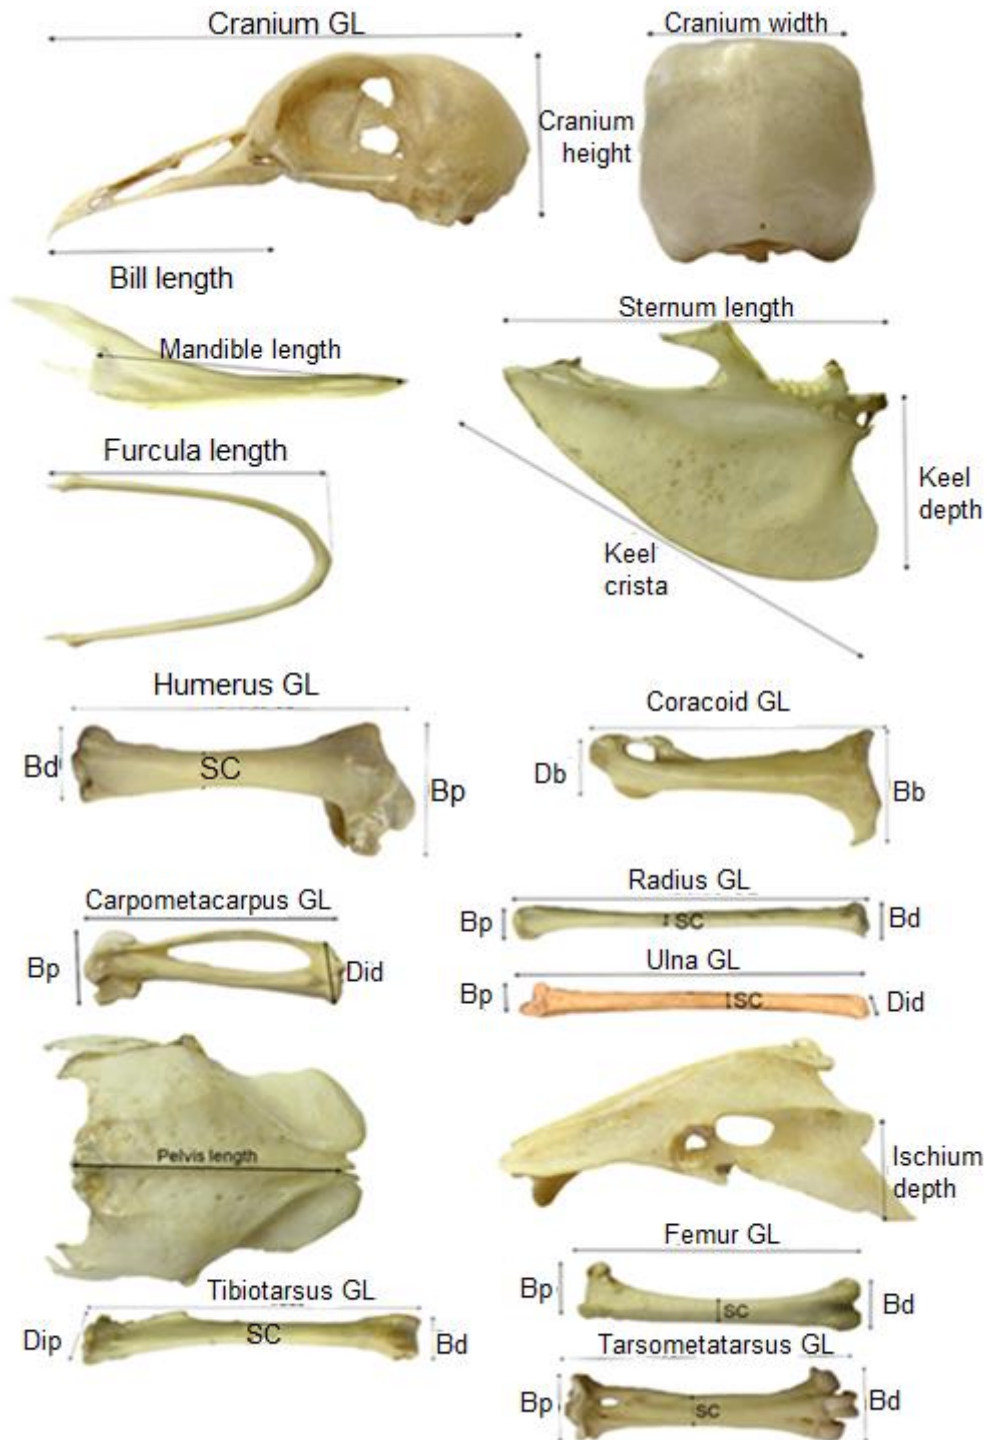 Cranium GL
Cranium width
Cranium
height
Bill length
Sternum length
Mandible length
Furcula length
Keel
depth
Keel
crista
Humerus GL
Coracoid GL
Bd
SC
Bp
Db
Bb
Carpometacarpus GL
Radius GL
Bp
Did
Bp
SC
Bd
Ulna GL
Bp
SC
Did
Pelvis length
Ischium
depth
Femur GL
Bp
SC
Bd
Tibiotarsus GL
Dip
SC
Bd
Tarsometatarsus GL
Bp
SC
Bd